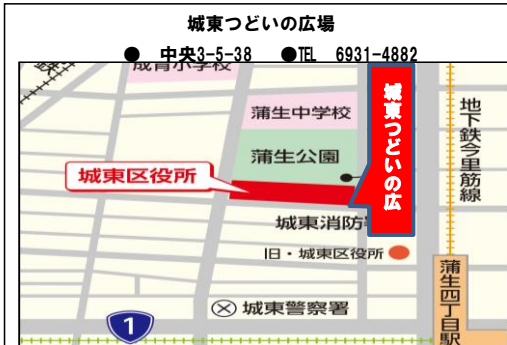 城東つどいの広場
● 中央3-5-38 ●TEL 6931-4882
成育小学校
蒲生中学校
蒲生公園
城東つどいの広
地下鉄今里筋線
城東区役所
城東消防
旧・城東区役所
蒲生四丁目駅
城東警察署
1